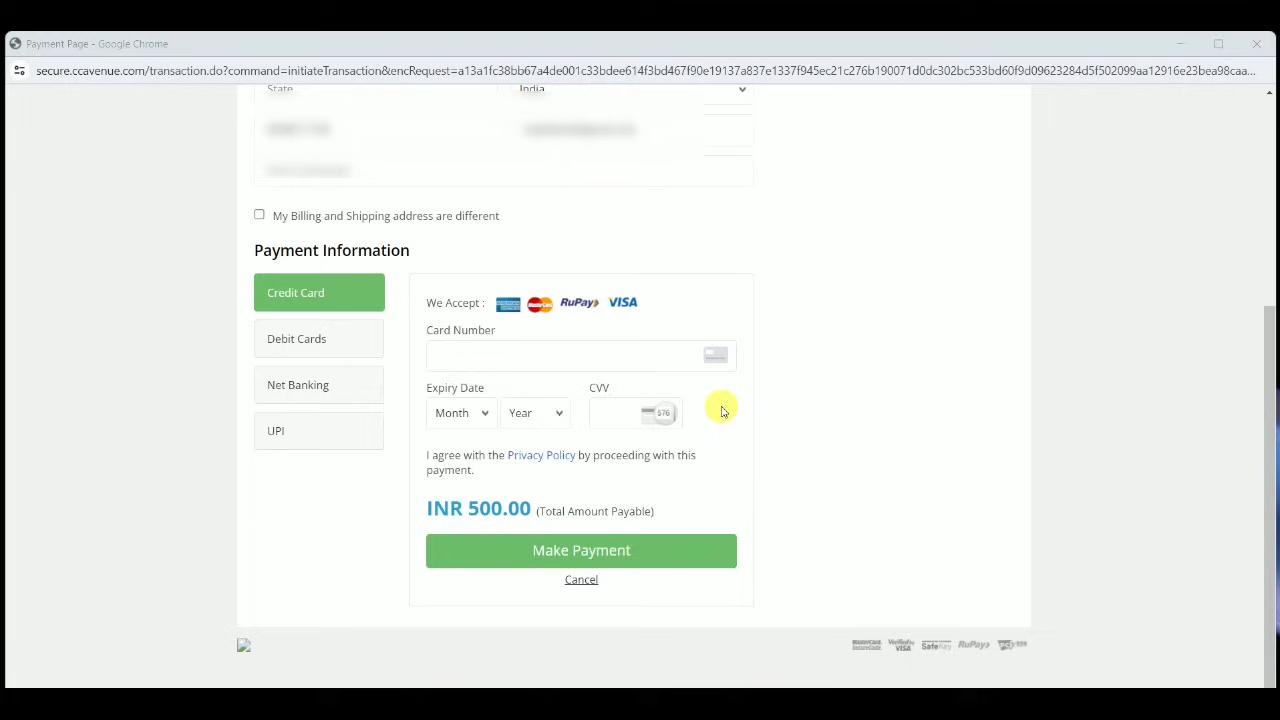 Payment Page - Google Chrome
secure.ccavenue.com/transaction.do?command=initiateTransaction&encRequest=a13a1fc38bb67a4de001c33bdee614f3bd467f90e19137a837e1337f945ec21c276b190071d0dc302bc533bd60f9d09623284d5f502099aa12916e23bea98caa...
State
India
My Billing and Shipping address are different
Payment Information
Credit Card
Debit Cards
Net Banking
UPI
We Accept :
RuPay
VISA
Card Number
Expiry Date
CVV
Month
Year
576
I agree with the Privacy Policy by proceeding with this
payment.
INR 500.00 (Total Amount Payable)
Make Payment
Cancel
SafeKey
RuPay